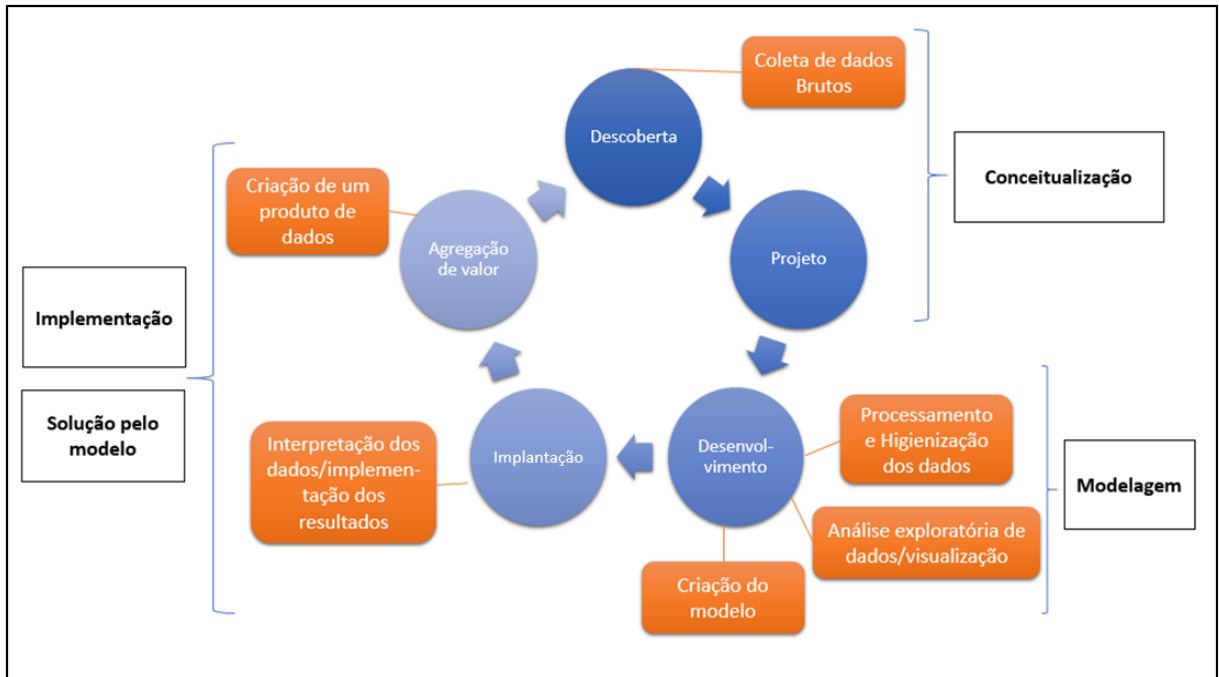 Coleta de dados
Brutos
Descoberta
Conceitualização
Criação de um
produto de
dados
Agregação
de valor
Projeto
Implementação
Solução pelo
modelo
Interpretação dos
dados/implemen-
tação dos
resultados
Implantação
Desenvol-
vimento
Processamento
e Higienização
dos dados
Modelagem
Análise exploratória de
dados/visualização
Criação do
modelo